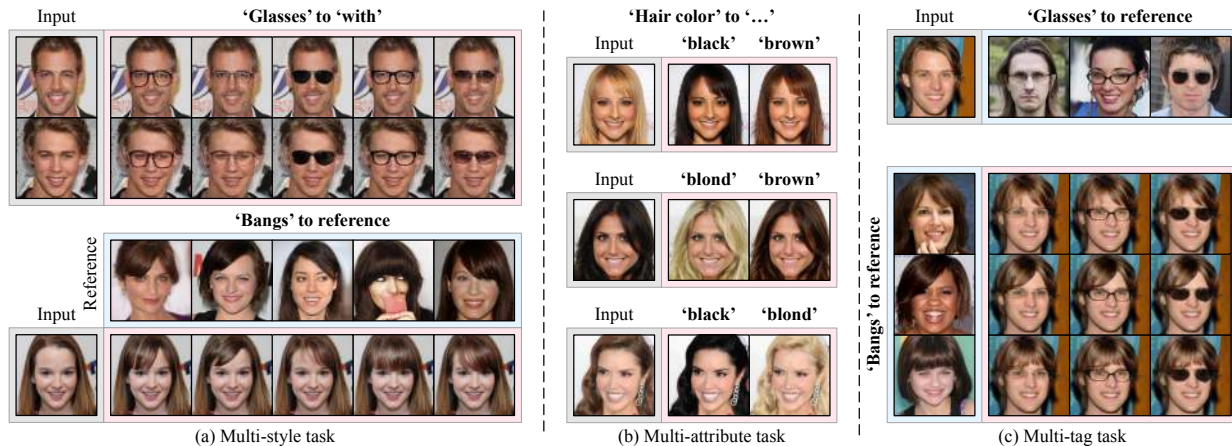 Input
‘Glasses’ to ‘with’
‘Bangs’ to reference
Reference
Input
(a) Multi-style task
‘Hair color’ to ‘…’
Input
‘black’
‘brown’
Input
‘blond’
‘brown’
Input
‘black’
‘blond’
(b) Multi-attribute task
Input
‘Glasses’ to reference
‘Bangs’ to reference
(c) Multi-tag task